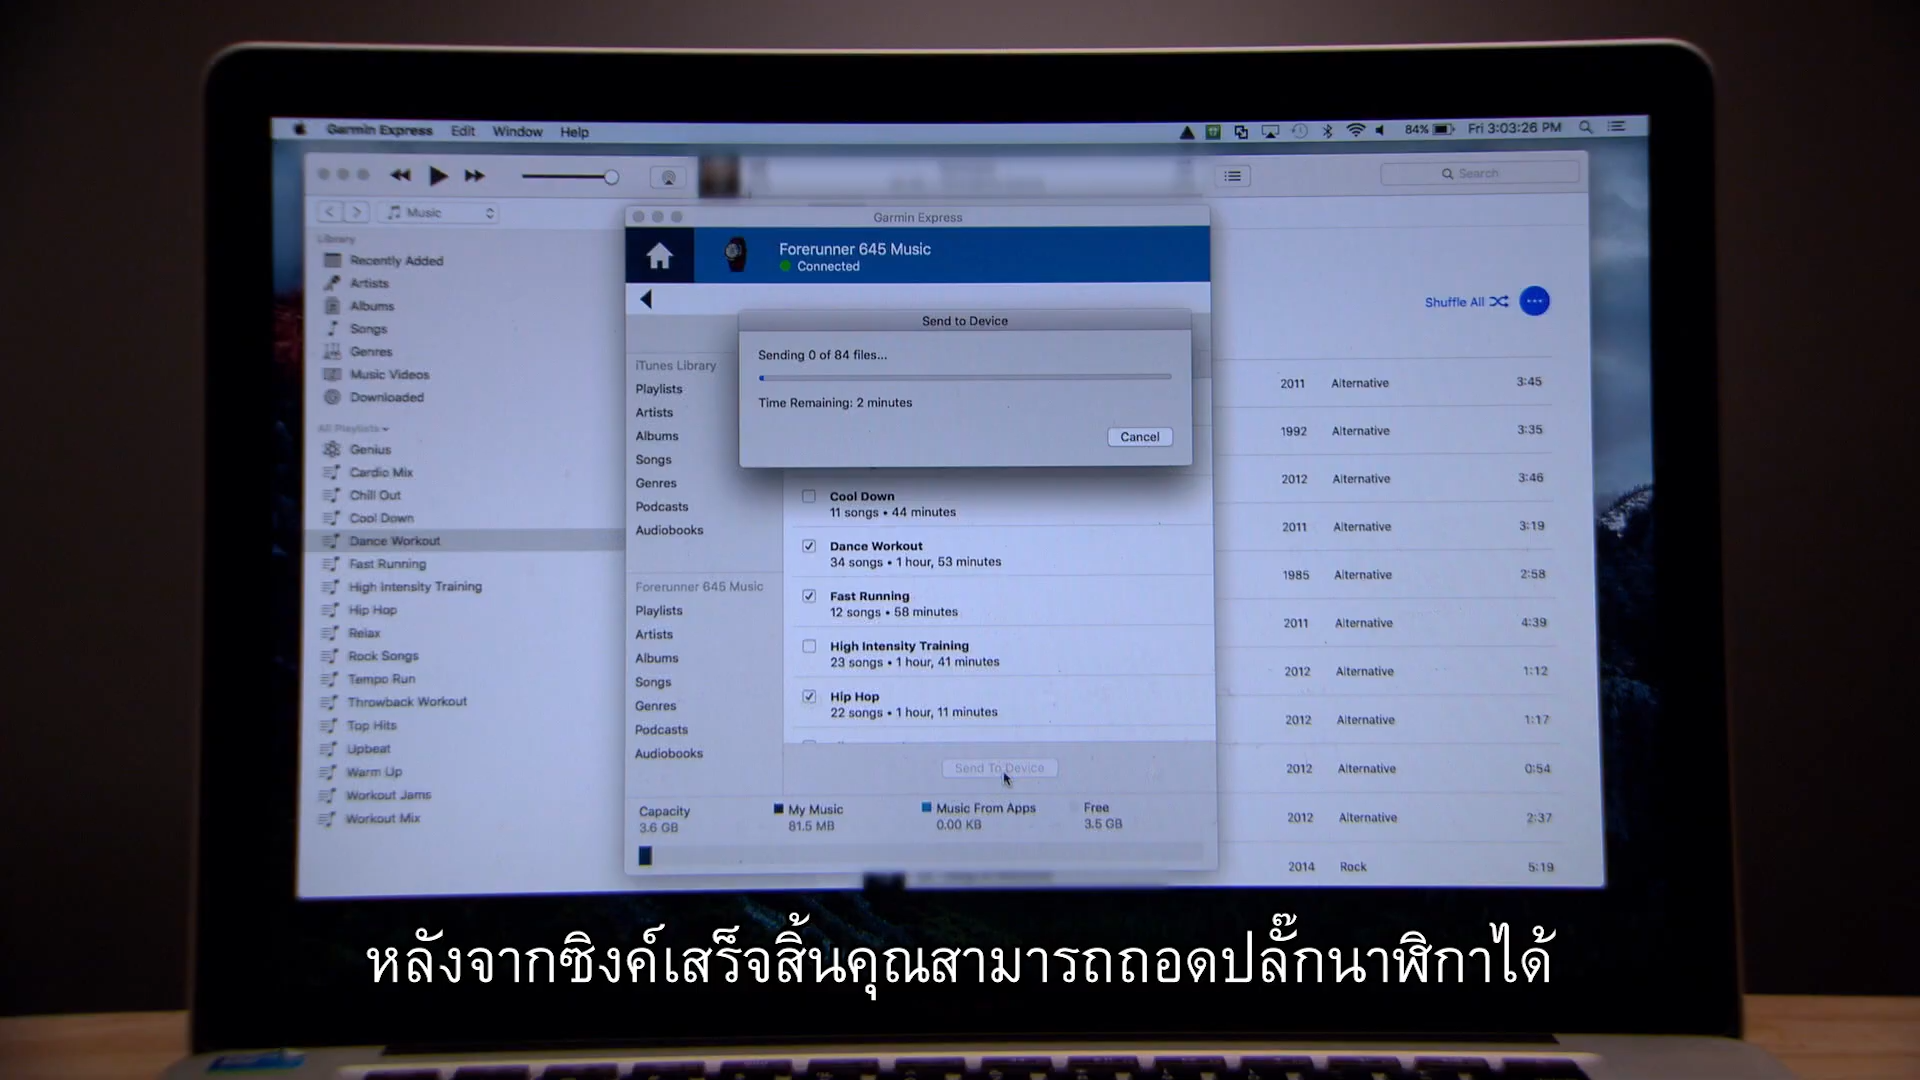 Garmin Express Edit Window Help
84% Fri 3:03:26 PM
Search
Music
Library
Recently Added
Artists
Albums
Songs
Genres
Music Videos
Downloaded
All Playlists
Genius
Cardio Mix
Chill Out
Cool Down
Dance Workout
Fast Running
High Intensity Training
Hip Hop
Relax
Rock Songs
Tempo Run
Throwback Workout
Top Hits
Upbeat
Warm Up
Workout Jams
Workout Mix
Garmin Express
Forerunner 645 Music
Connected
Send to Device
Sending 0 of 84 files...
Time Remaining: 2 minutes
Cancel
iTunes Library
Playlists
Artists
Albums
Songs
Genres
Podcasts
Audiobooks
Forerunner 645 Music
Playlists
Artists
Albums
Songs
Genres
Podcasts
Audiobooks
Cool Down
11 songs • 44 minutes
Dance Workout
34 songs • 1 hour, 53 minutes
Fast Running
12 songs • 58 minutes
High Intensity Training
23 songs • 1 hour, 41 minutes
Hip Hop
22 songs • 1 hour, 11 minutes
Send To Device
Capacity
3.6 GB
My Music
81.5 MB
Music From Apps
0.00 KB
Free
3.5 GB
Shuffle All
2011 Alternative 3:45
1992 Alternative 3:35
2012 Alternative 3:46
2011 Alternative 3:19
1985 Alternative 2:58
2011 Alternative 4:39
2012 Alternative 1:12
2012 Alternative 1:17
2012 Alternative 0:54
2012 Alternative 2:37
2014 Rock 5:19
หลังจากซิงค์เสร็จสิ้นคุณสามารถถอดปลั๊กนาฬิกาได้